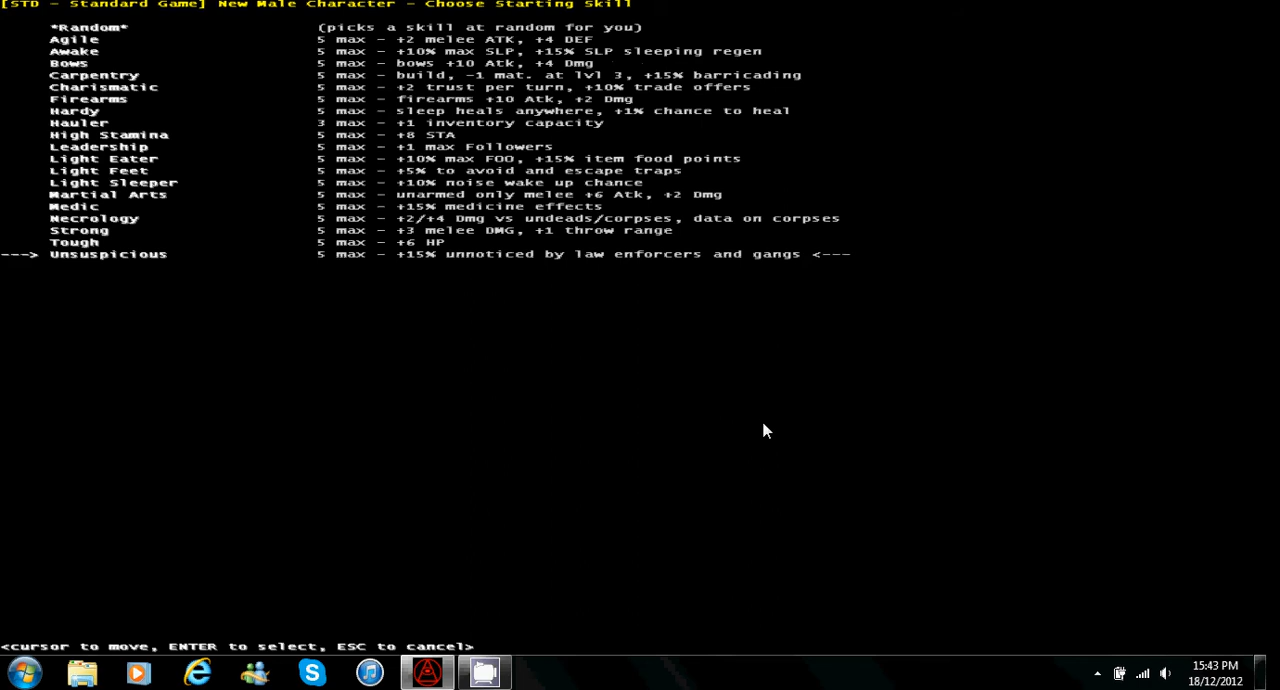 [STD - Standard Game] New Male Character - Choose Starting Skill
*Random* (picks a skill at random for you)
Agile 5 max - +2 melee ATK, +4 DEF
Awake 5 max - +10% max SLP, +15% SLP sleeping regen
Bows 5 max - bows +10 Atk, +4 Dmg
Carpentry 5 max - build, -1 mat. at lvl 3, +15% barricading
Charismatic 5 max - +2 trust per turn, +10% trade offers
Firearms 5 max - firearms +10 Atk, +2 Dmg
Hardy 5 max - sleep heals anywhere, +1% chance to heal
Hauler 3 max - +1 inventory capacity
High Stamina 5 max - +8 STA
Leadership 5 max - +1 max Followers
Light Eater 5 max - +10% max FOO, +15% item food points
Light Feet 5 max - +5% to avoid and escape traps
Light Sleeper 5 max - +10% noise wake up chance
Martial Arts 5 max - unarmed only melee +6 Atk, +2 Dmg
Medic 5 max - +15% medicine effects
Necrology 5 max - +2/+4 Dmg vs undeads/corpses, data on corpses
Strong 5 max - +3 melee DMG, +1 throw range
Tough 5 max - +6 HP
---> Unsuspicious 5 max - +15% unnoticed by law enforcers and gangs <---
<cursor to move, ENTER to select, ESC to cancel>
15:43 PM
18/12/2012